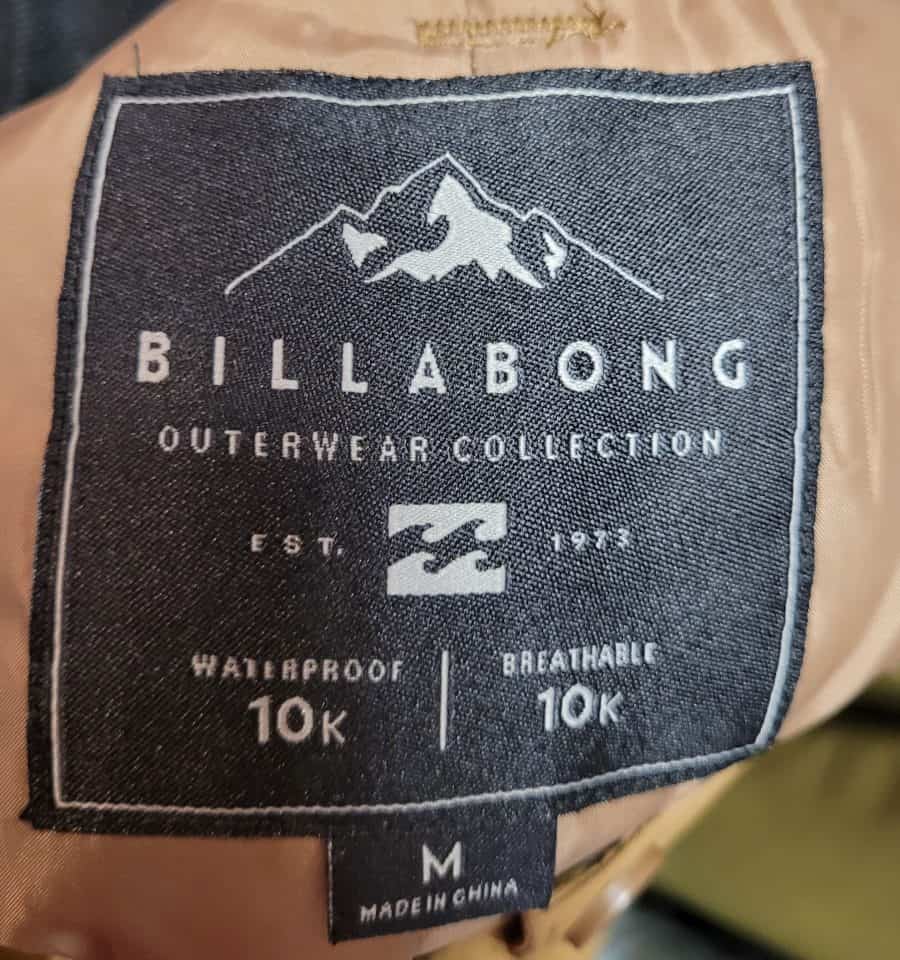 BILLABONG
OUTERWEAR COLLECTION
EST. 1973
WATERPROOF BREATHABLE
10K 10K
M
MADE IN CHINA